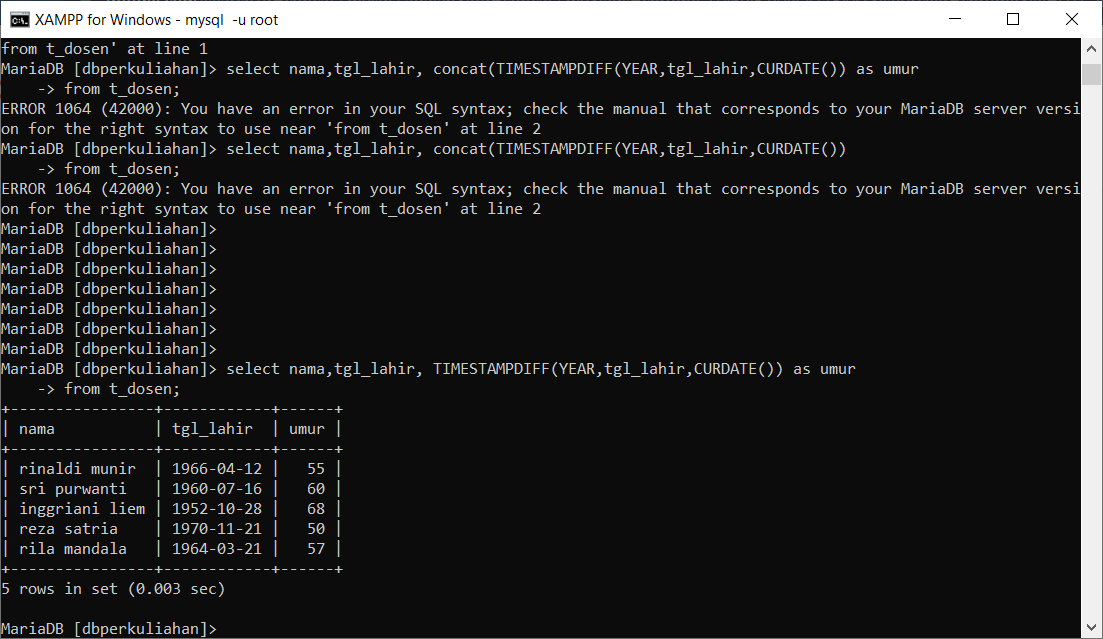 XAMPP for Windows - mysql  -u root
from t_dosen' at line 1
MariaDB [dbperkuliahan]> select nama,tgl_lahir, concat(TIMESTAMPDIFF(YEAR,tgl_lahir,CURDATE()) as umur
    -> from t_dosen;
ERROR 1064 (42000): You have an error in your SQL syntax; check the manual that corresponds to your MariaDB server versi
on for the right syntax to use near 'from t_dosen' at line 2
MariaDB [dbperkuliahan]> select nama,tgl_lahir, concat(TIMESTAMPDIFF(YEAR,tgl_lahir,CURDATE())
    -> from t_dosen;
ERROR 1064 (42000): You have an error in your SQL syntax; check the manual that corresponds to your MariaDB server versi
on for the right syntax to use near 'from t_dosen' at line 2
MariaDB [dbperkuliahan]>
MariaDB [dbperkuliahan]>
MariaDB [dbperkuliahan]>
MariaDB [dbperkuliahan]>
MariaDB [dbperkuliahan]>
MariaDB [dbperkuliahan]>
MariaDB [dbperkuliahan]>
MariaDB [dbperkuliahan]> select nama,tgl_lahir, TIMESTAMPDIFF(YEAR,tgl_lahir,CURDATE()) as umur
    -> from t_dosen;
+----------------+------------+------+
| nama           | tgl_lahir  | umur |
+----------------+------------+------+
| rinaldi munir  | 1966-04-12 |   55 |
| sri purwanti   | 1960-07-16 |   60 |
| inggriani liem | 1952-10-28 |   68 |
| reza satria    | 1970-11-21 |   50 |
| rila mandala   | 1964-03-21 |   57 |
+----------------+------------+------+
5 rows in set (0.003 sec)
MariaDB [dbperkuliahan]>